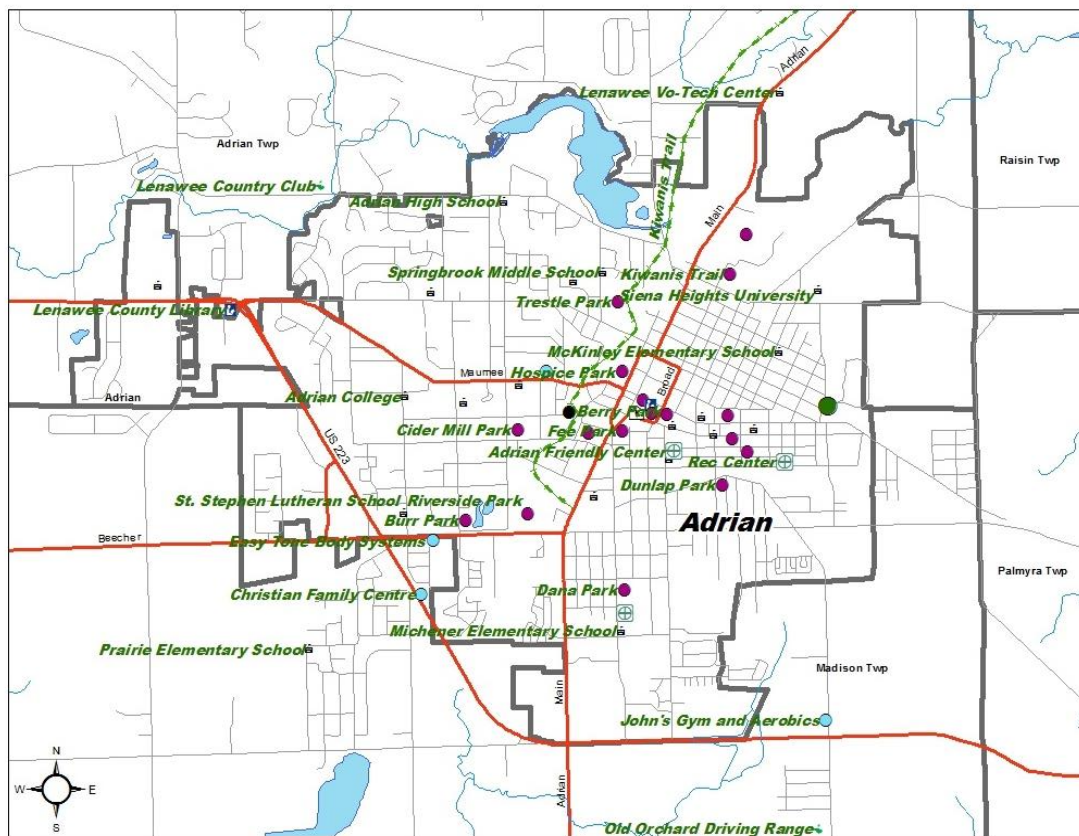 Adrian
Lenawee Vo-Tech Center
Adrian Twp
Raisin Twp
Lenawee Country Club
Adrian High School
Kiwanis Trail
Main
Springbrook Middle School
Kiwanis Trail
Siena Heights University
Trestle Park
Lenawee County Library
McKinley Elementary School
Maumee
Hospice Park
Broad
Adrian
Adrian College
Berry Park
Cider Mill Park
Fee Park
US 223
Adrian Friendly Center
Rec Center
Dunlap Park
St. Stephen Lutheran School
Riverside Park
Burr Park
Adrian
Beecher
Easy Tone Body Systems
Palmyra Twp
Christian Family Centre
Dana Park
Michener Elementary School
Prairie Elementary School
Madison Twp
Main
John's Gym and Aerobics
N
W
E
S
Adrian
Old Orchard Driving Range